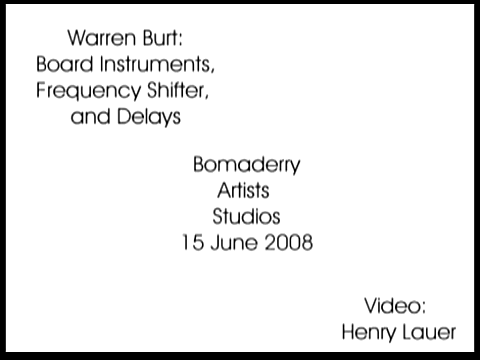 Warren Burt:
Board Instruments,
Frequency Shifter,
and Delays
Bomaderry
Artists
Studios
15 June 2008
Video:
Henry Lauer